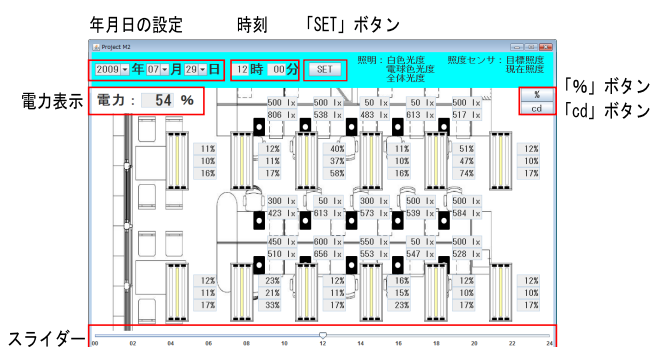 年月日の設定 時刻 「SET」ボタン
Project M2
2009 年 07 月 29 日 12 時 00 分 SET
照明：白色光度 照度センサ：目標照度
電球色光度 現在照度
全体光度
電力表示
電力： 54 %
% 「%」ボタン
cd 「cd」ボタン
500 lx 500 lx 50 lx 50 lx 500 lx
806 lx 538 lx 483 lx 613 lx 517 lx
11% 12% 40% 11% 51% 12%
10% 11% 37% 10% 47% 10%
16% 17% 58% 16% 74% 17%
300 lx 50 lx 300 lx 500 lx 500 lx
423 lx 613 lx 573 lx 539 lx 584 lx
450 lx 600 lx 550 lx 50 lx 500 lx
510 lx 656 lx 553 lx 547 lx 528 lx
12% 23% 12% 16% 12% 12%
11% 21% 11% 15% 10% 10%
17% 33% 17% 23% 17% 17%
スライダー
00 02 04 06 08 10 12 14 16 18 20 22 24